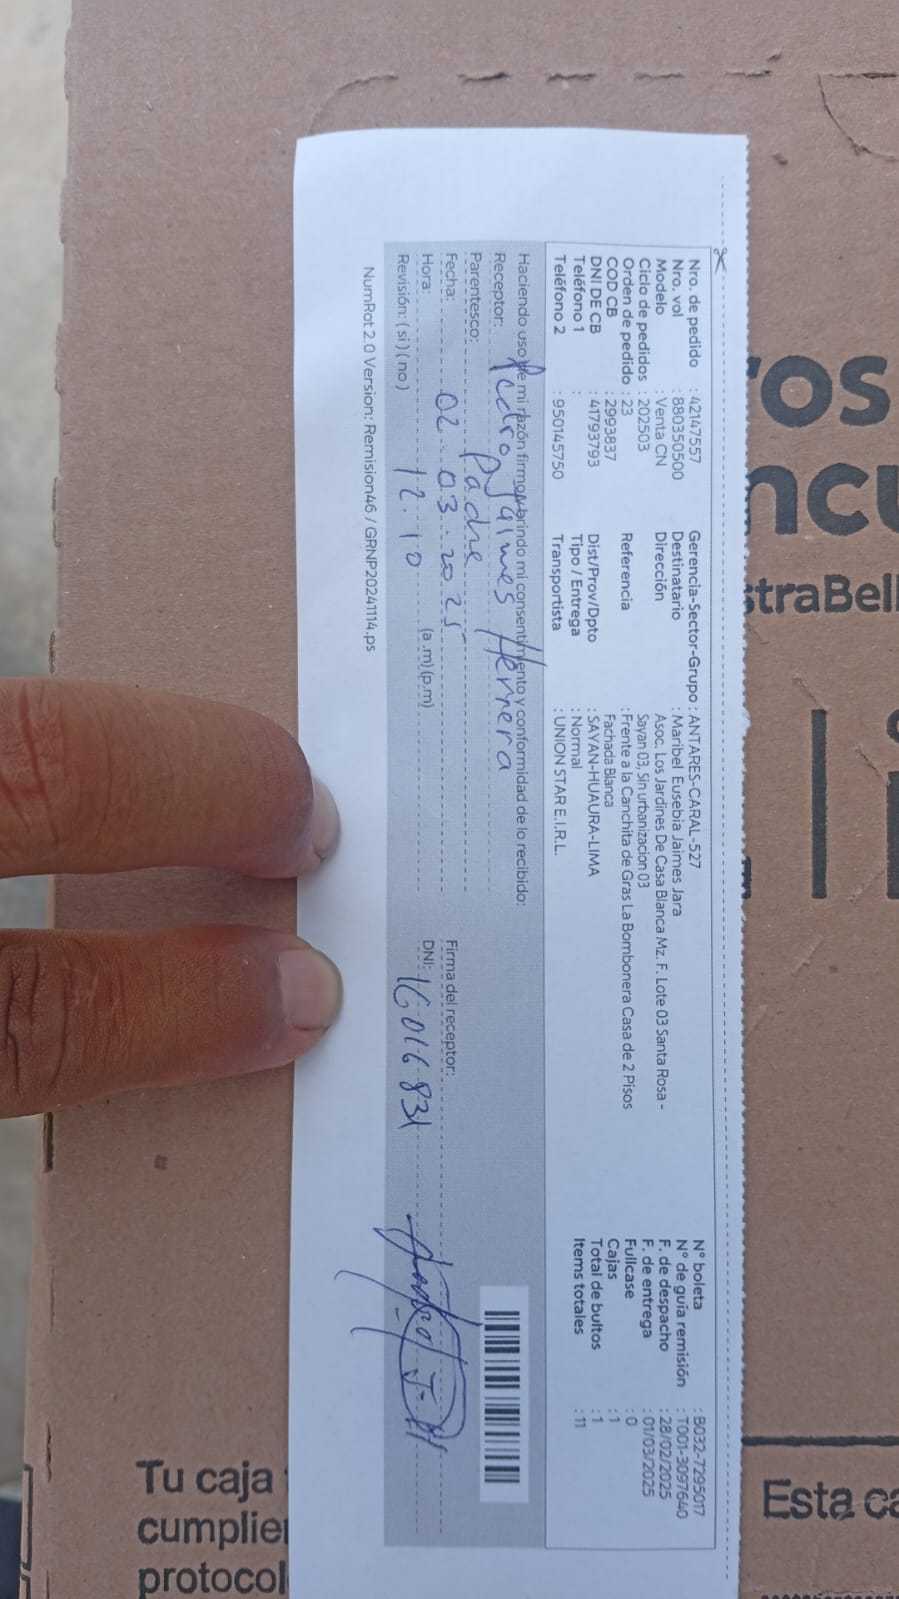 Nro. de pedido : 42147557
Nro. vol : 880350500
Modelo : Venta CN
Ciclo de pedidos : 202503
Orden de pedido : 23
COD CB : 2993837
DNI DE CB : 41793793
Teléfono 1 :
Teléfono 2 : 950145750
Gerencia-Sector-Grupo : ANTARES-CARAL-527
Destinatario : Maribel Eusebia Jaimes Jara
Dirección Asoc. Los Jardines De Casa Blanca Mz. F. Lote 03 Santa Rosa -
Sayan 03, Sin urbanizacion 03
Referencia : Frente a la Canchita de Gras La Bombonera Casa de 2 Pisos
Fachada Blanca
Dist/Prov/Dpto : SAYAN-HUAURA-LIMA
Tipo / Entrega : Normal
Transportista : UNION STAR E.I.R.L.
N° boleta : B032-7295017
N° de guía remisión : T001-3097640
F. de despacho : 28/02/2025
F. de entrega : 01/03/2025
Fullcase : 0
Cajas : 1
Total de bultos : 1
Items totales : 11
Haciendo uso de mi razón firmo y brindo mi consentimiento y conformidad de lo recibido:
Receptor: Pedro Jaimes Herrera
Parentesco: Padre
Fecha: 02 . 03 . 2025
Hora: 12.10 (a.m) (p.m)
Revisión: ( si ) ( no )
Firma del receptor:
DNI: 16016831
NumRot 2.0 Version: Remision46 / GRNP20241114.ps
ros
ncu
straBell
Tu caja
cumplie
protocol
Esta ca